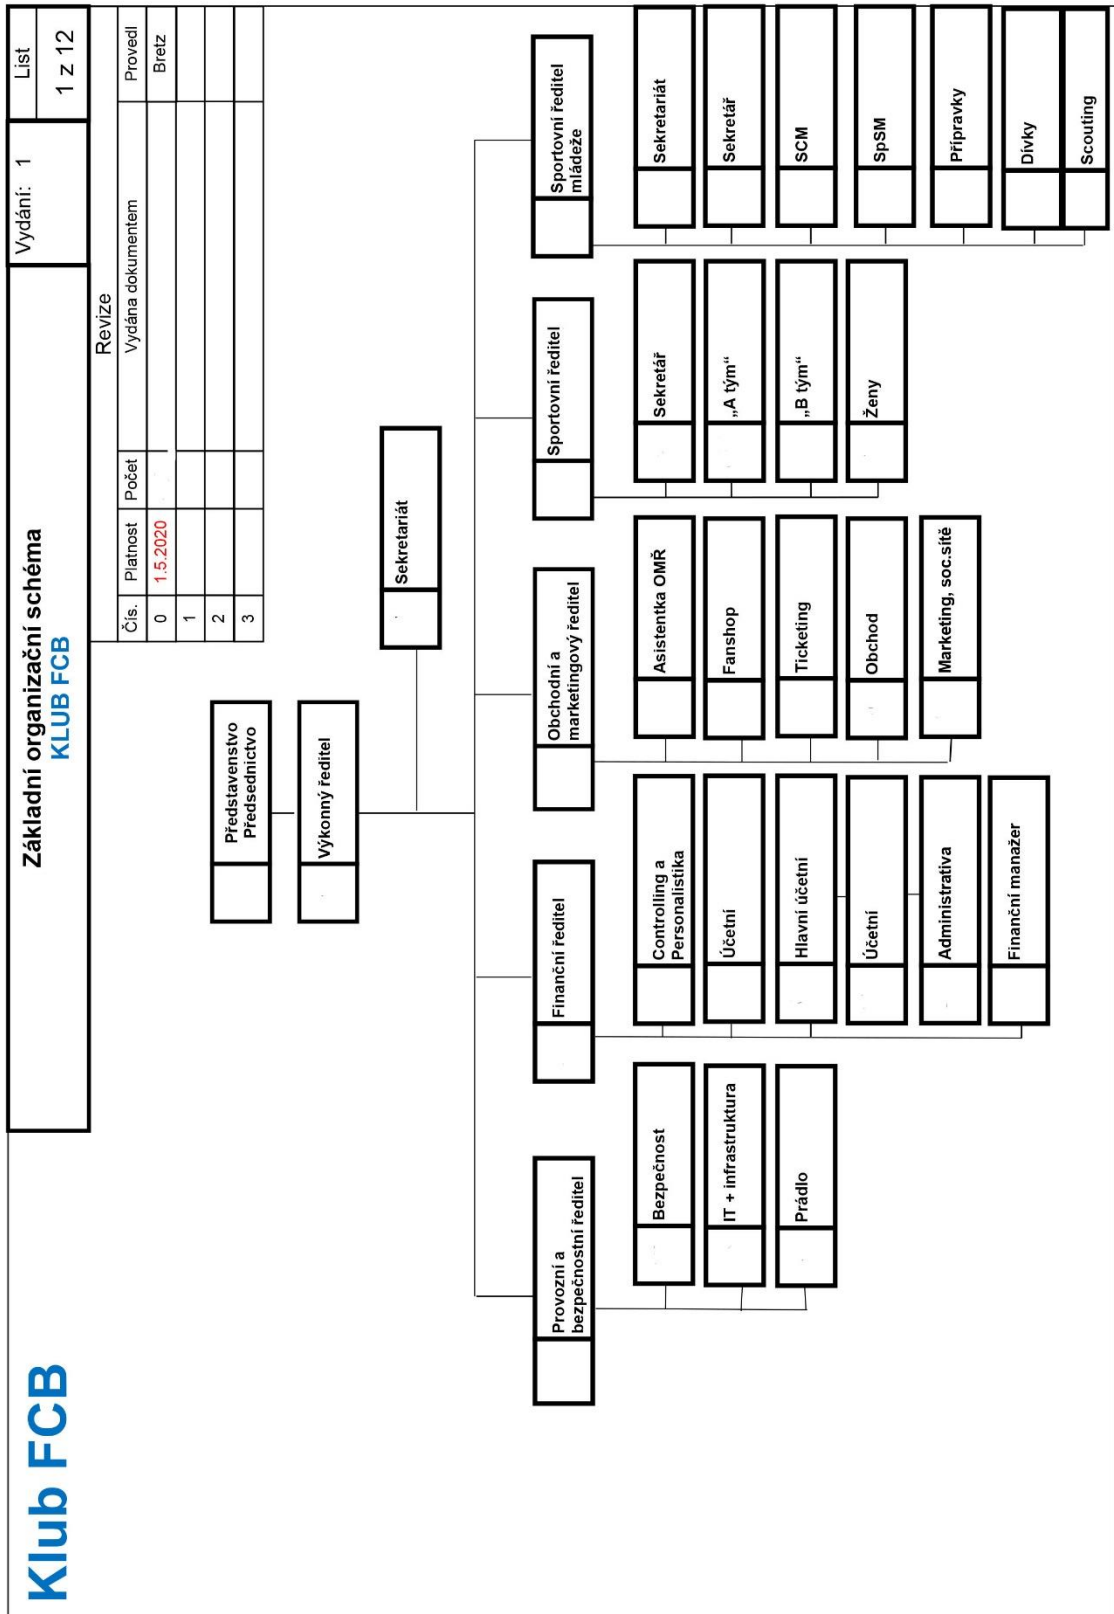 Klub FCB
Základní organizační schéma
KLUB FCB
Vydání: 1
List
1 z 12
Revize
Čís.
Platnost
Počet
Vydána dokumentem
Provedl
0
1.5.2020
Bretz
1
2
3
Představenstvo
Předsednictvo
Výkonný ředitel
Sekretariát
Provozní a
bezpečnostní ředitel
Bezpečnost
IT + infrastruktura
Prádlo
Finanční ředitel
Controlling a
Personalistika
Účetní
Hlavní účetní
Účetní
Administrativa
Finanční manažer
Obchodní a
marketingový ředitel
Asistentka OMŘ
Fanshop
Ticketing
Obchod
Marketing, soc.sítě
Sportovní ředitel
Sekretář
„A tým“
„B tým“
Ženy
Sportovní ředitel
mládeže
Sekretariát
Sekretář
SCM
SpSM
Přípravky
Dívky
Scouting